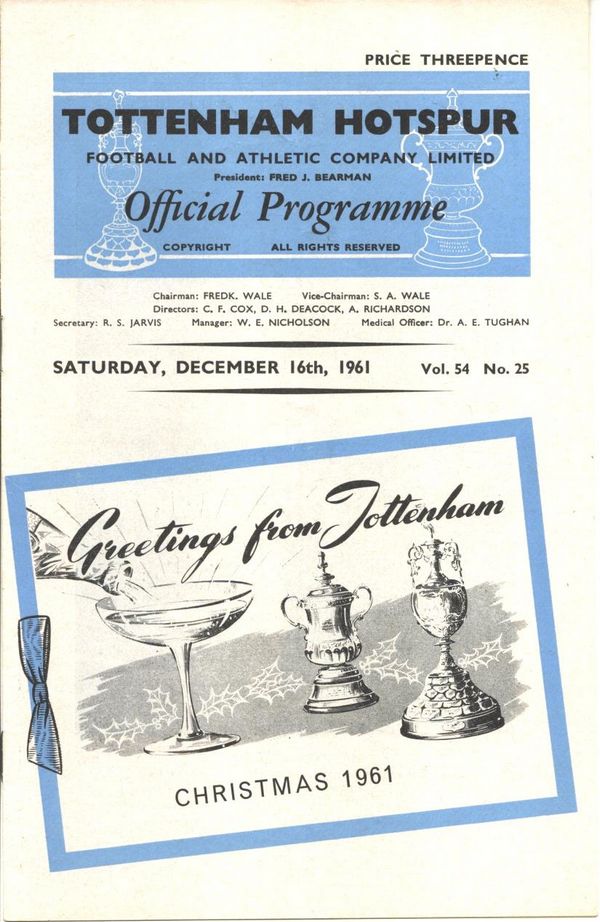 PRICE THREEPENCE
TOTTENHAM HOTSPUR
FOOTBALL AND ATHLETIC COMPANY LIMITED
President: FRED J. BEARMAN
Official Programme
COPYRIGHT ALL RIGHTS RESERVED
Chairman: FREDK. WALE Vice-Chairman: S. A. WALE
Directors: C. F. COX, D. H. DEACOCK, A. RICHARDSON
Secretary: R. S. JARVIS Manager: W. E. NICHOLSON Medical Officer: Dr. A. E. TUGHAN
SATURDAY, DECEMBER 16th, 1961 Vol. 54 No. 25
Greetings from Tottenham
CHRISTMAS 1961